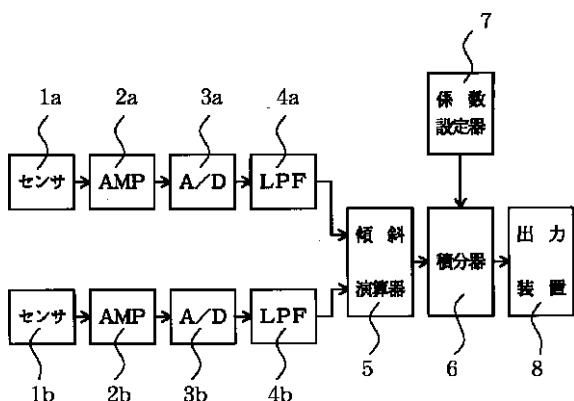 7
係数
設定器
1a 2a 3a 4a
センサ AMP A/D LPF
傾斜
演算器
積分器
出力
装置
センサ AMP A/D LPF
5 6 8
1b 2b 3b 4b